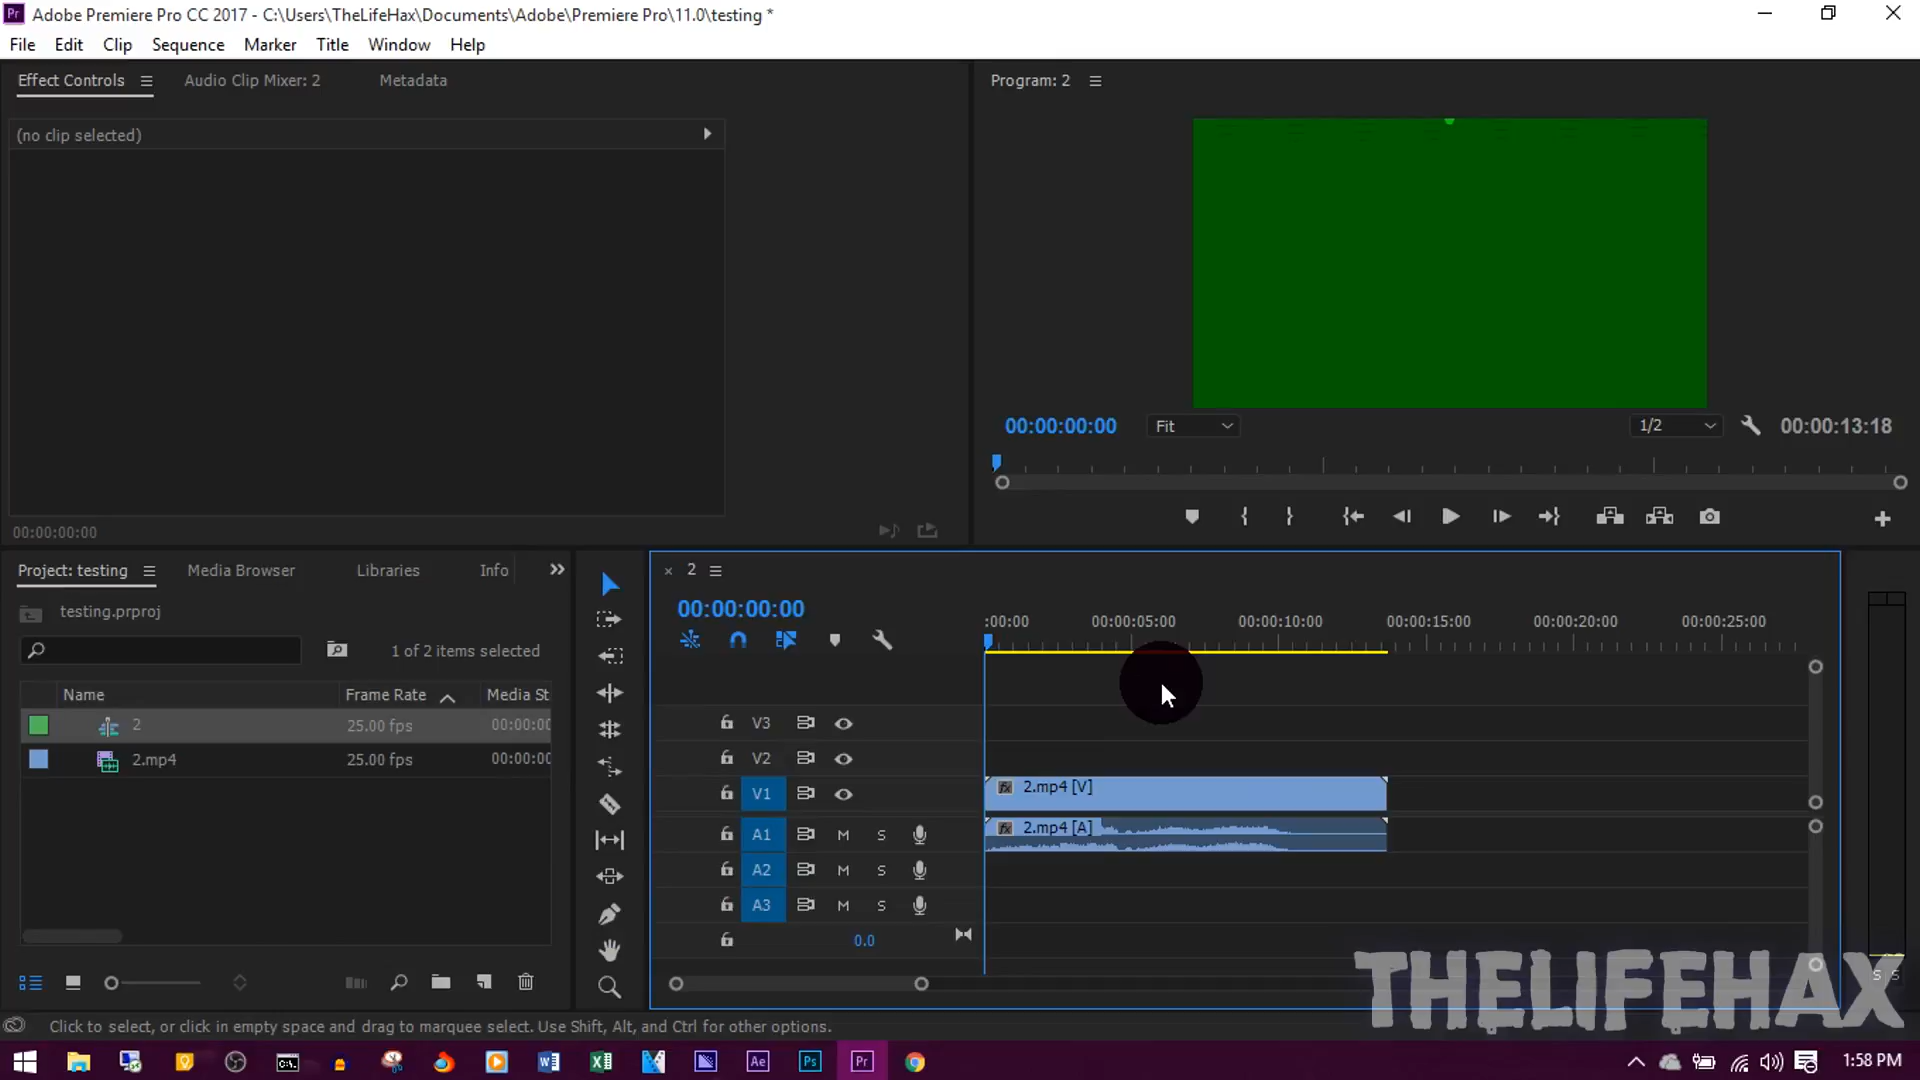 Adobe Premiere Pro CC 2017 - C:\Users\TheLifeHax\Documents\Adobe\Premiere Pro\11.0\testing *
File Edit Clip Sequence Marker Title Window Help
Effect Controls Audio Clip Mixer: 2 Metadata
Program: 2
(no clip selected)
00:00:00:00 Fit 1/2 00:00:13:18
00:00:00:00
Project: testing Media Browser Libraries Info
2
testing.prproj
00:00:00:00
:00:00 00:00:05:00 00:00:10:00 00:00:15:00 00:00:20:00 00:00:25:00
1 of 2 items selected
Name Frame Rate Media St
2 25.00 fps 00:00:00
2.mp4 25.00 fps 00:00:00
V3
V2
V1 fx 2.mp4 [V]
A1 M S fx 2.mp4 [A]
A2 M S
A3 M S
0.0
S S
THELIFEHAX
Click to select, or click in empty space and drag to marquee select. Use Shift, Alt, and Ctrl for other options.
Ae Ps Pr
1:58 PM